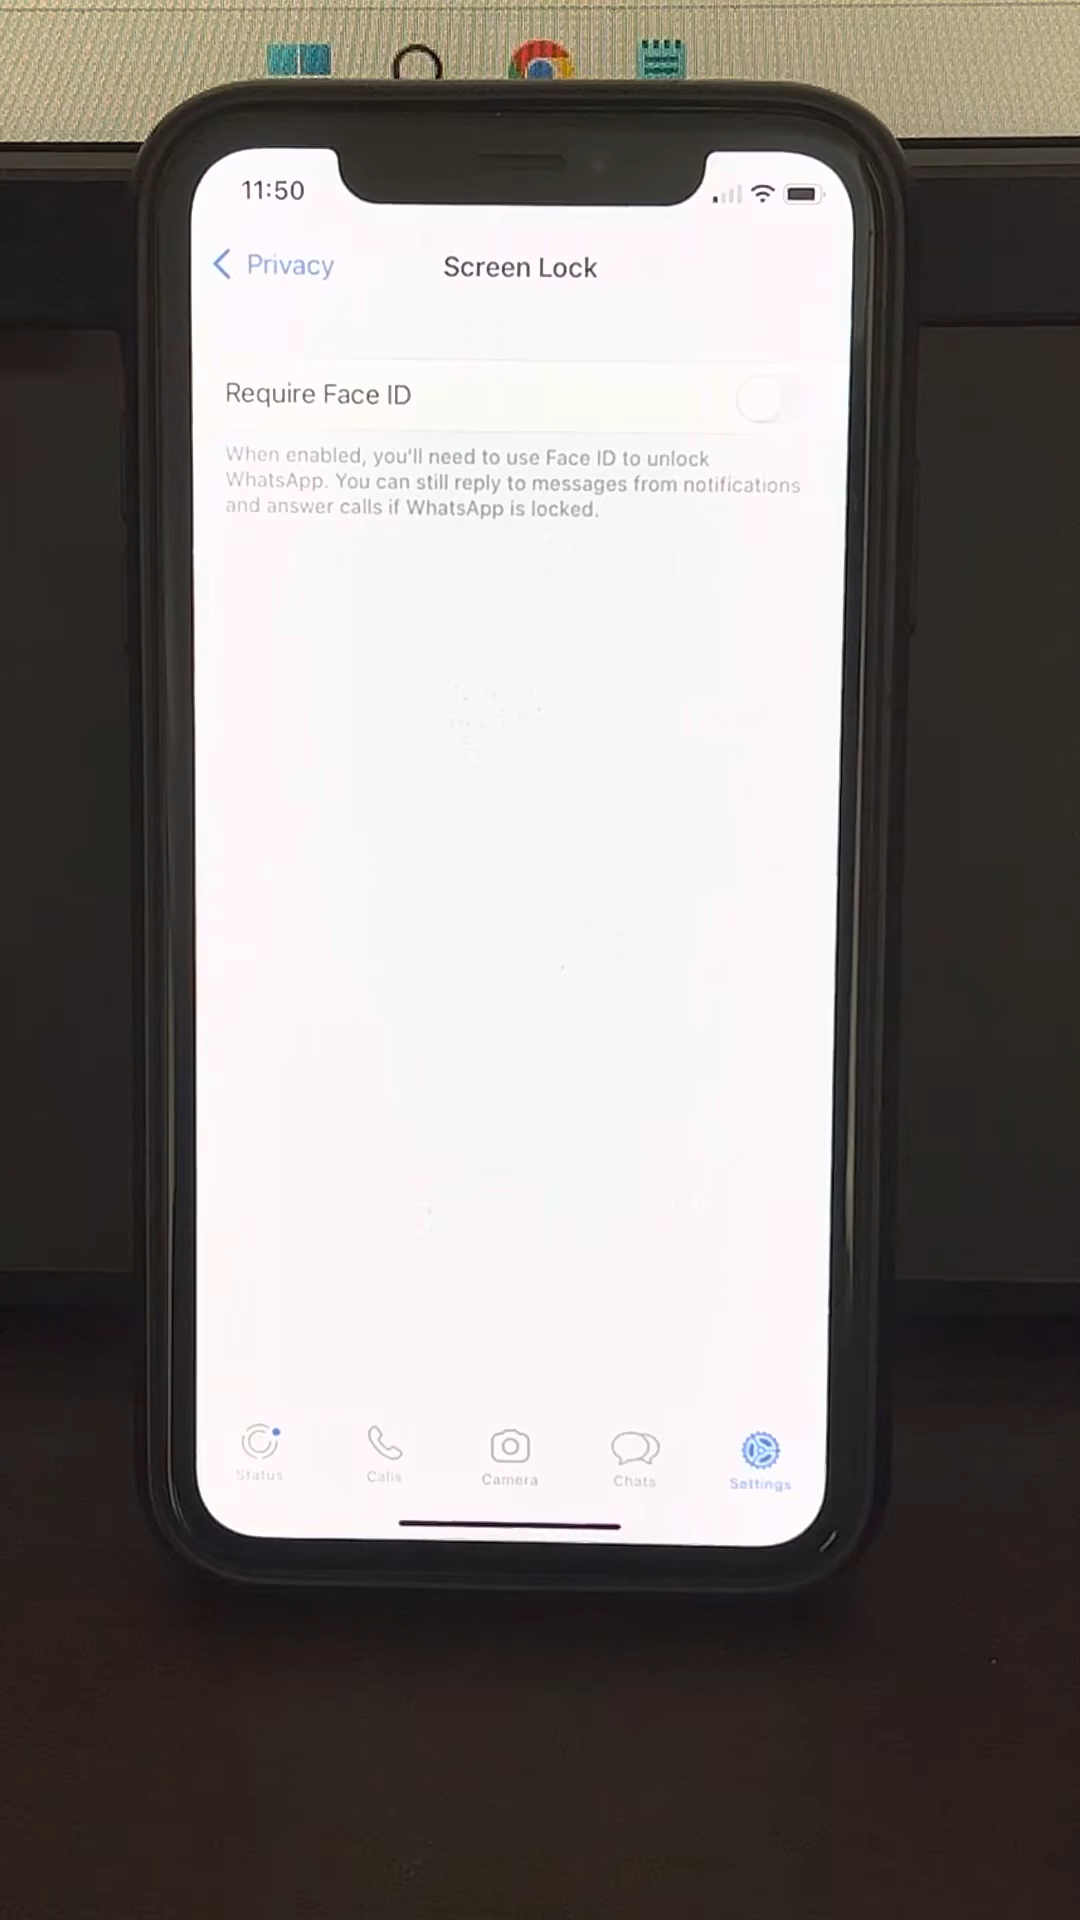 11:50
Privacy
Screen Lock
Require Face ID
When enabled, you'll need to use Face ID to unlock
WhatsApp. You can still reply to messages from notifications
and answer calls if WhatsApp is locked.
Status
Calls
Camera
Chats
Settings